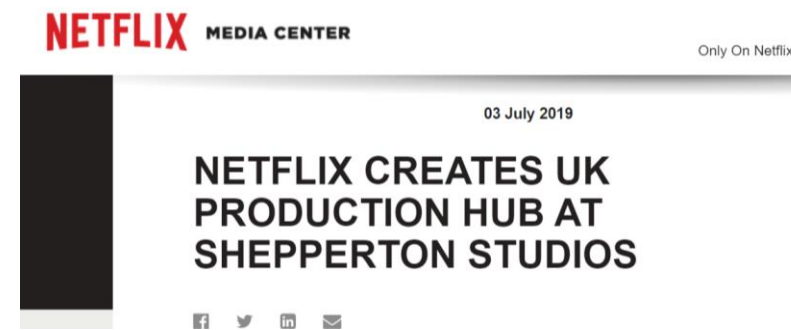 NETFLIX MEDIA CENTER
Only On Netflix
03 July 2019
NETFLIX CREATES UK
PRODUCTION HUB AT
SHEPPERTON STUDIOS